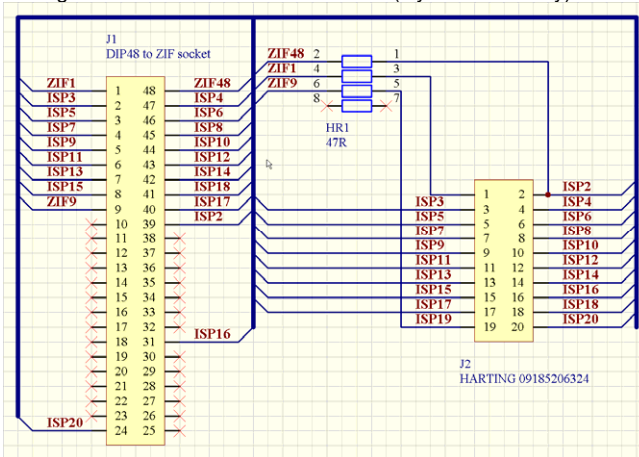 J1
DIP48 to ZIF socket
ZIF1 1 48 ZIF48
ISP3 2 47 ISP4
ISP5 3 46 ISP6
ISP7 4 45 ISP8
ISP9 5 44 ISP10
ISP11 6 43 ISP12
ISP13 7 42 ISP14
ISP15 8 41 ISP18
ZIF9 9 40 ISP17
10 39 ISP2
11 38
12 37
13 36
14 35
15 34
16 33
17 32
18 31 ISP16
19 30
20 29
21 28
22 27
23 26
ISP20 24 25
ZIF48 2 1
ZIF1 4 3
ZIF9 6 5
8 7
HR1
47R
1 2 ISP2
ISP3 3 4 ISP4
ISP5 5 6 ISP6
ISP7 7 8 ISP8
ISP9 9 10 ISP10
ISP11 11 12 ISP12
ISP13 13 14 ISP14
ISP15 15 16 ISP16
ISP17 17 18 ISP18
ISP19 19 20 ISP20
J2
HARTING 09185206324